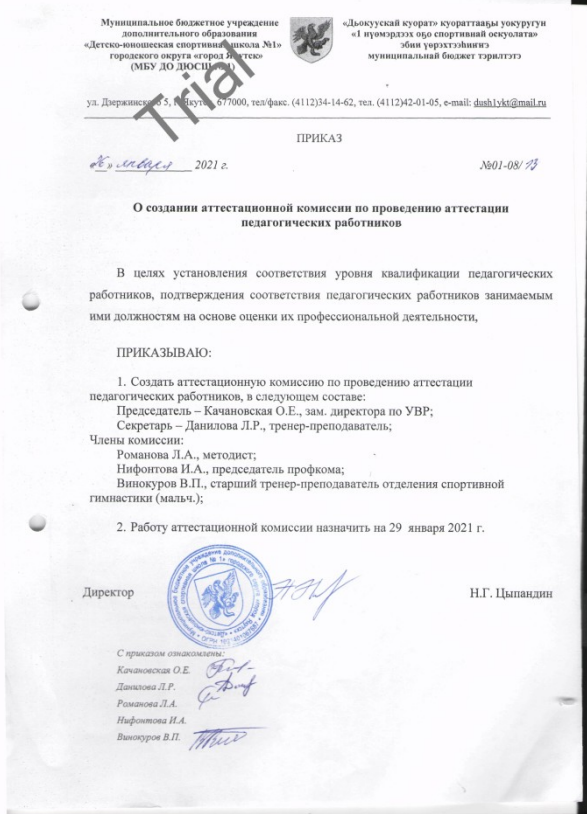 Муниципальное бюджетное учреждение
дополнительного образования
«Детско-юношеская спортивная школа №1»
городского округа «город Якутск»
(МБУ ДО ДЮСШ №1)
«Дьокуускай куорат» куораттааҕы уокуругун
«1 нүөмэрдээх оҕо спортивнай оскуолата»
эбии үөрэхтээһиҥҥэ
муниципальнай бюджет тэрилтэтэ
Trial
ул. Дзержинского 5, г. Якутск, 677000, тел/факс. (4112)34-14-62, тел. (4112)42-01-05, e-mail: dush1ykt@mail.ru
ПРИКАЗ
«26» января 2021 г. №01-08/13
О создании аттестационной комиссии по проведению аттестации
педагогических работников
В целях установления соответствия уровня квалификации педагогических
работников, подтверждения соответствия педагогических работников занимаемым
ими должностям на основе оценки их профессиональной деятельности,
ПРИКАЗЫВАЮ:
1. Создать аттестационную комиссию по проведению аттестации
педагогических работников, в следующем составе:
Председатель – Качановская О.Е., зам. директора по УВР;
Секретарь – Данилова Л.Р., тренер-преподаватель;
Члены комиссии:
Романова Л.А., методист;
Нифонтова И.А., председатель профкома;
Винокуров В.П., старший тренер-преподаватель отделения спортивной
гимнастики (мальч.);
2. Работу аттестационной комиссии назначить на 29 января 2021 г.
Директор Н.Г. Цыпандин
С приказом ознакомлены:
Качановская О.Е.
Данилова Л.Р.
Романова Л.А.
Нифонтова И.А.
Винокуров В.П.